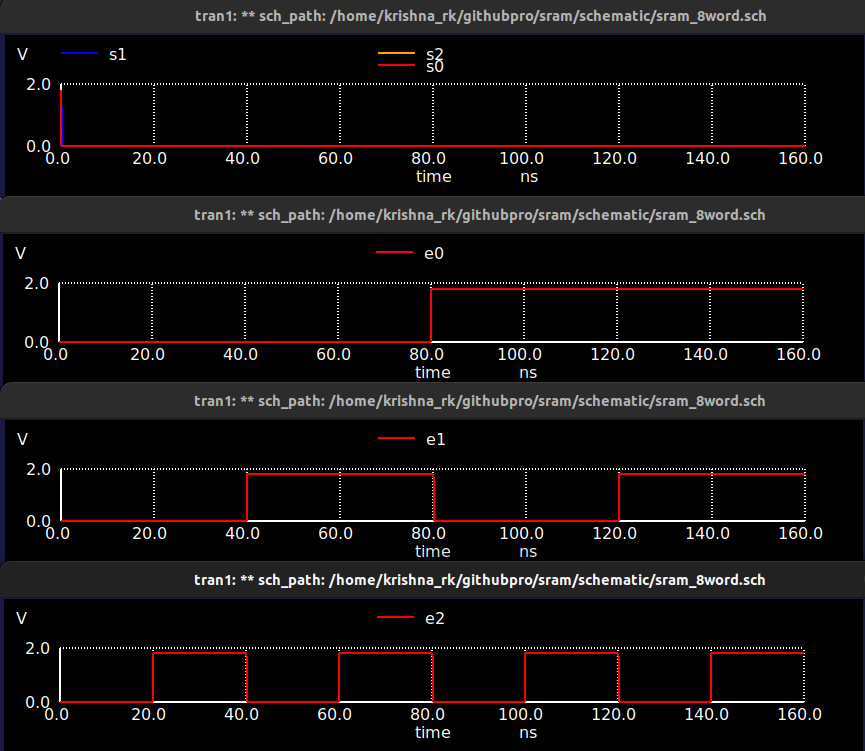 tran1: ** sch_path: /home/krishna_rk/githubpro/sram/schematic/sram_8word.sch
V s1 s2
s0
2.0
0.0
0.0 20.0 40.0 60.0 80.0 100.0 120.0 140.0 160.0
time ns
tran1: ** sch_path: /home/krishna_rk/githubpro/sram/schematic/sram_8word.sch
V e0
2.0
0.0
0.0 20.0 40.0 60.0 80.0 100.0 120.0 140.0 160.0
time ns
tran1: ** sch_path: /home/krishna_rk/githubpro/sram/schematic/sram_8word.sch
V e1
2.0
0.0
0.0 20.0 40.0 60.0 80.0 100.0 120.0 140.0 160.0
time ns
tran1: ** sch_path: /home/krishna_rk/githubpro/sram/schematic/sram_8word.sch
V e2
2.0
0.0
0.0 20.0 40.0 60.0 80.0 100.0 120.0 140.0 160.0
time ns